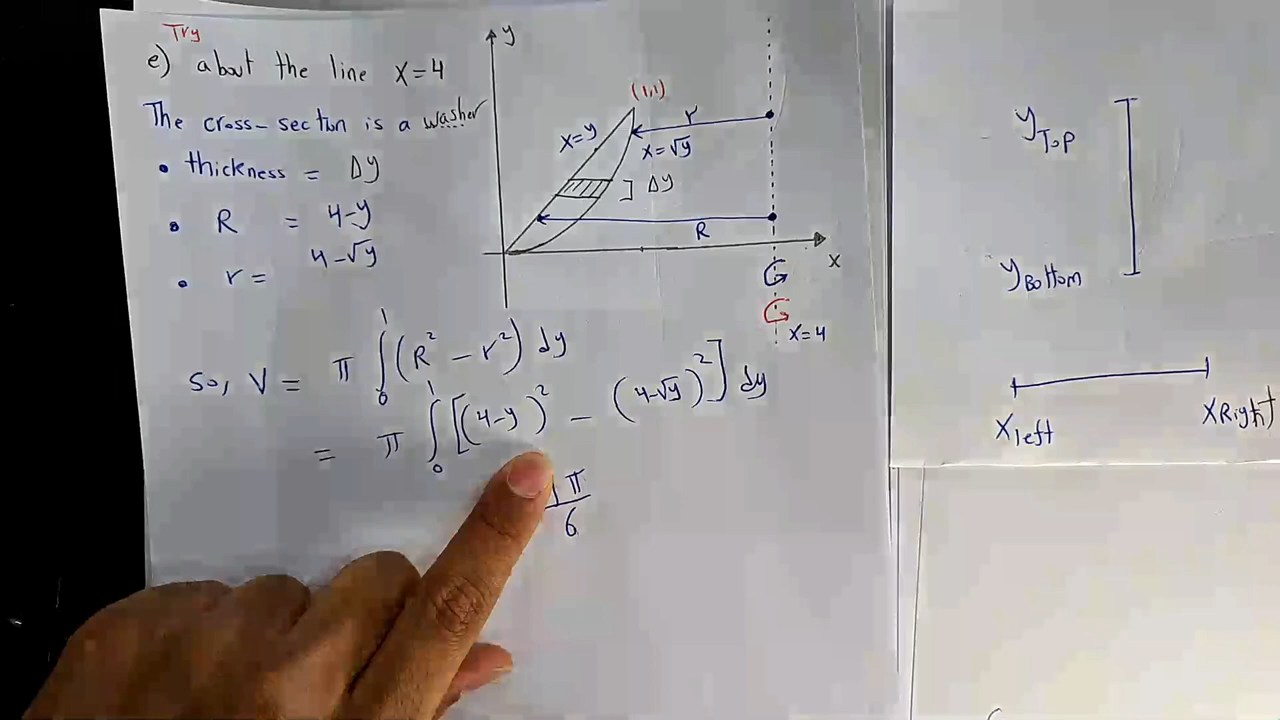 Try
e) about the line x=4
The cross-section is a washer
• thickness = Δy
• R = 4-y
• r = 4-√y
so, V = π ∫₀¹ (R² - r²) dy
= π ∫₀¹ [(4-y)² - (4-√y)²] dy
π
6
y
(1,1)
r
x=y
x=√y
] Δy
R
x
x=4
y Top
y Bottom
x left
x Right